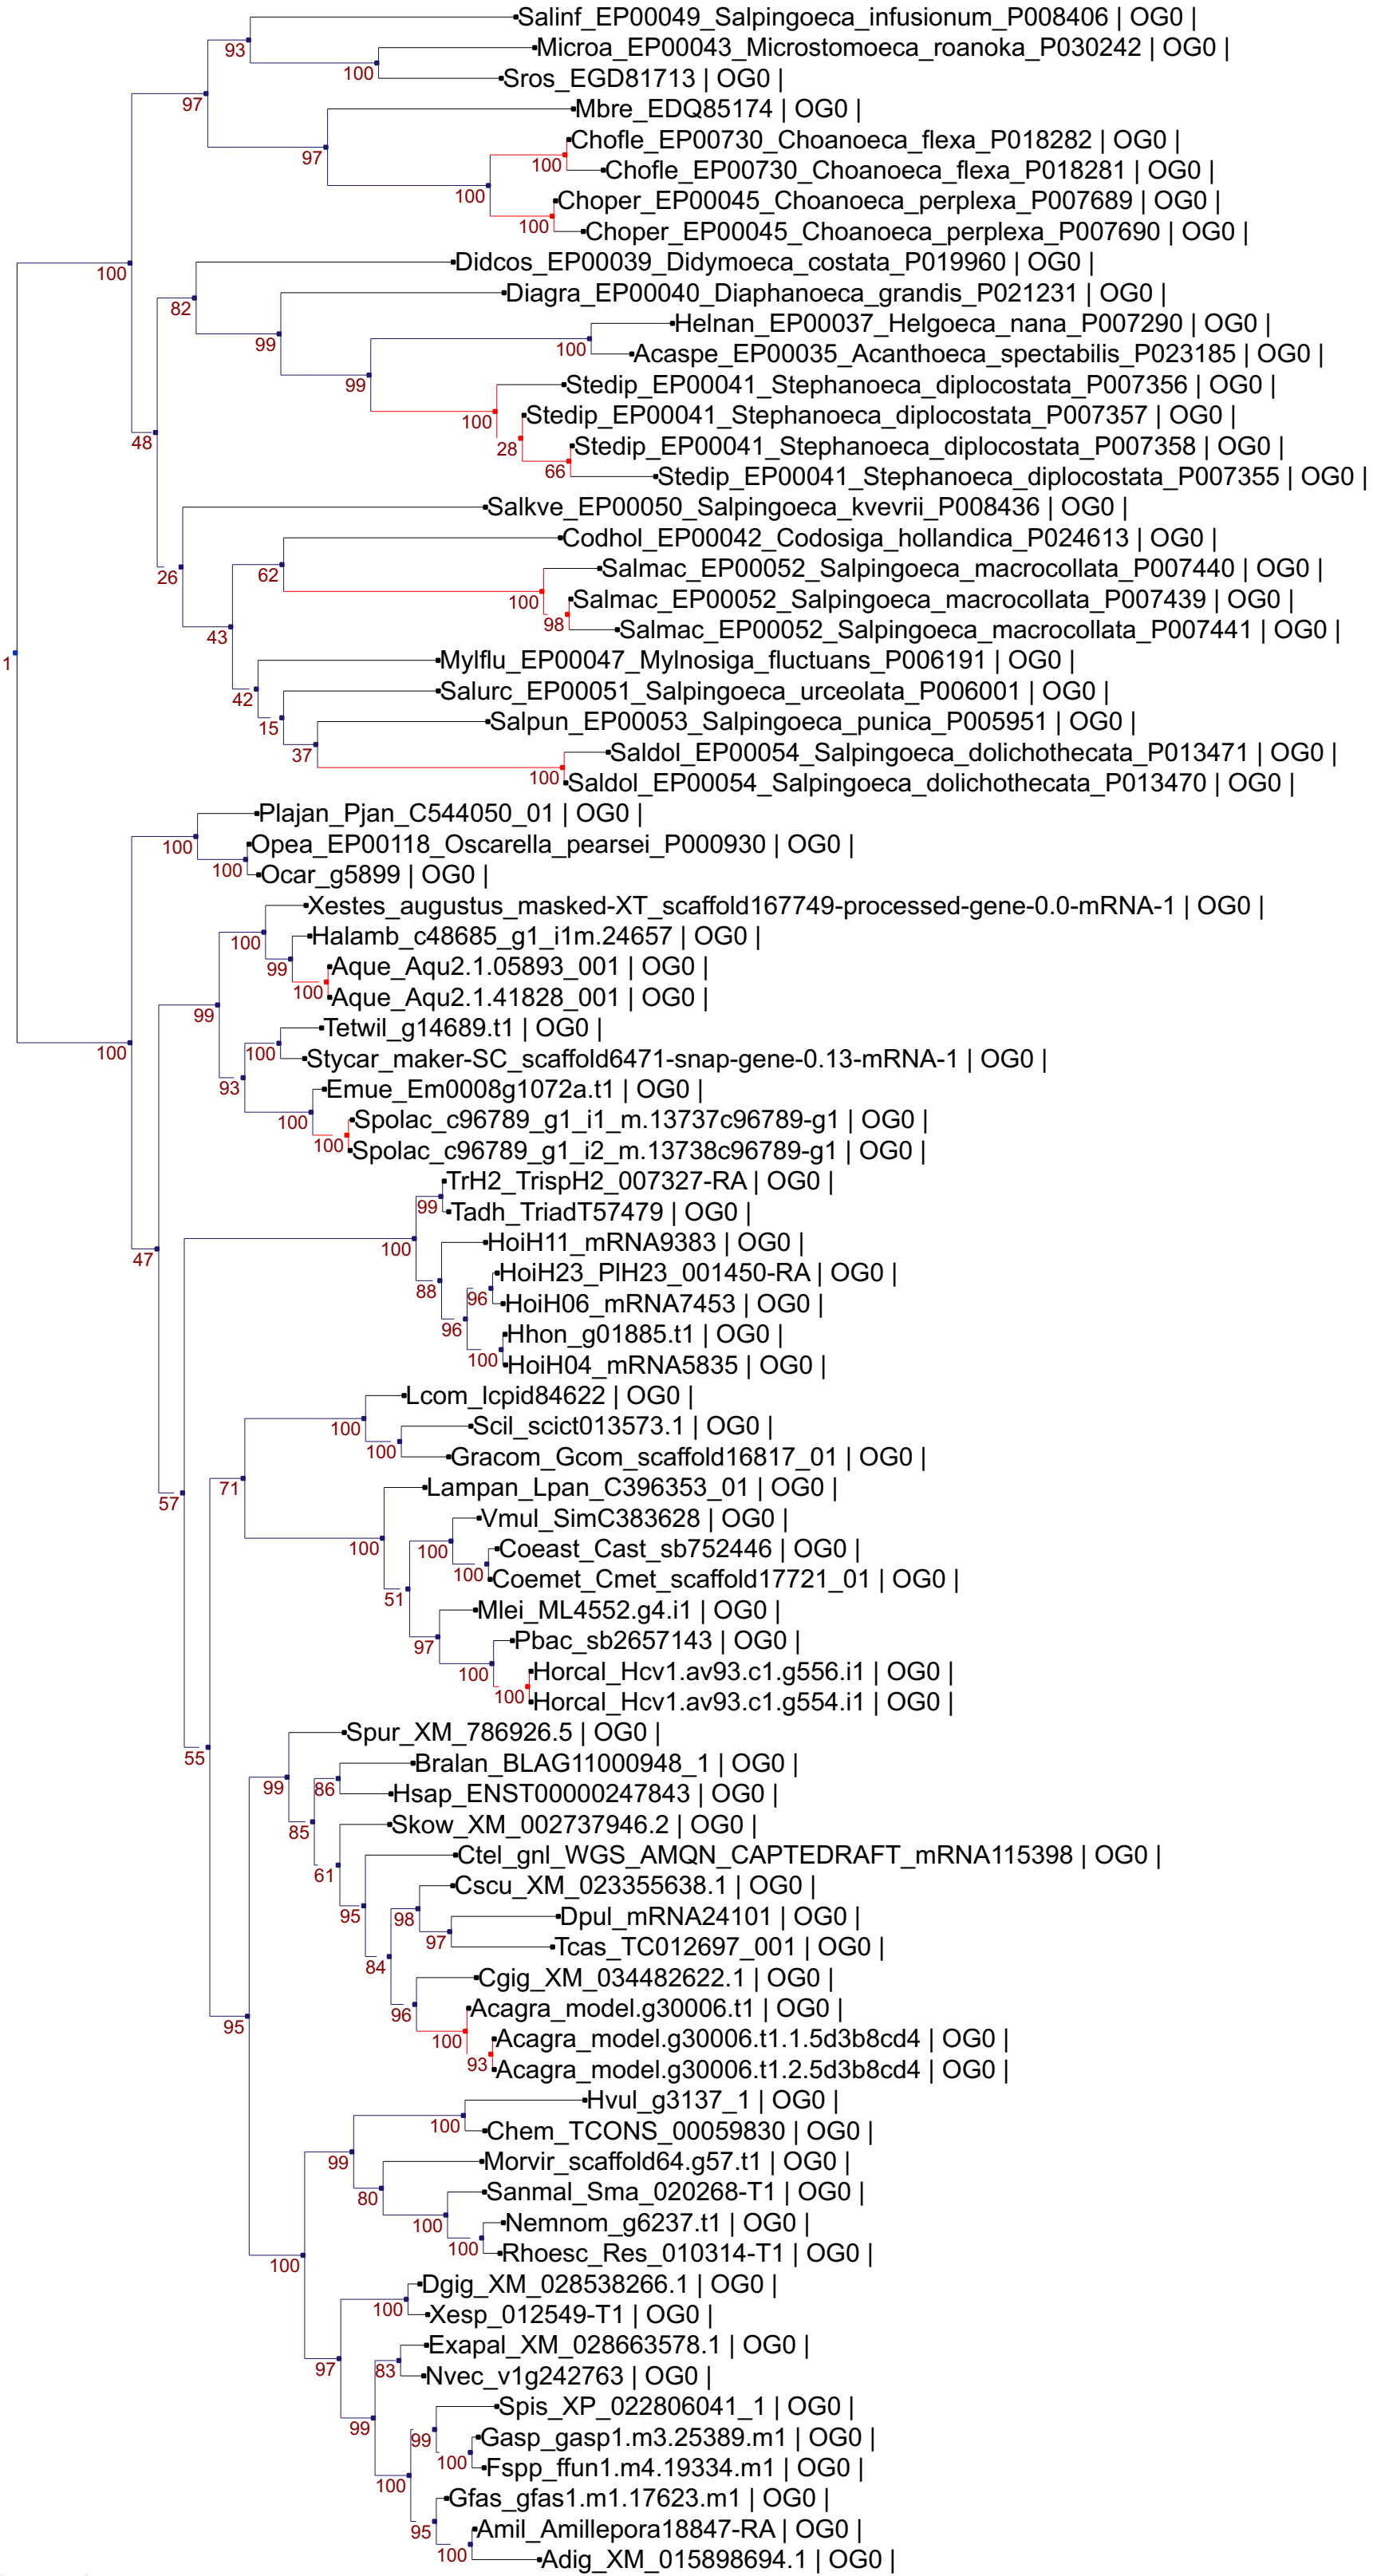 Salinf_EP00049_Salpingoeca_infusionum_P008406 | OG0 |
93
Microa_EP00043_Microstomoeca_roanoka_P030242 | OG0 |
100
Sros_EGD81713 | OG0 |
97
Mbre_EDQ85174 | OG0 |
97
Chofle_EP00730_Choanoeca_flexa_P018282 | OG0 |
100
Chofle_EP00730_Choanoeca_flexa_P018281 | OG0 |
100
Choper_EP00045_Choanoeca_perplexa_P007689 | OG0 |
100
Choper_EP00045_Choanoeca_perplexa_P007690 | OG0 |
Didcos_EP00039_Didymoeca_costata_P019960 | OG0 |
100
Diagra_EP00040_Diaphanoeca_grandis_P021231 | OG0 |
82
Helnan_EP00037_Helgoeca_nana_P007290 | OG0 |
99
100
Acaspe_EP00035_Acanthoeca_spectabilis_P023185 | OG0 |
99
Stedip_EP00041_Stephanoeca_diplocostata_P007356 | OG0 |
Stedip_EP00041_Stephanoeca_diplocostata_P007357 | OG0 |
100
48
Stedip_EP00041_Stephanoeca_diplocostata_P007358 | OG0 |
28
66
Stedip_EP00041_Stephanoeca_diplocostata_P007355 | OG0 |
Salkve_EP00050_Salpingoeca_kvevrii_P008436 | OG0 |
Codhol_EP00042_Codosiga_hollandica_P024613 | OG0 |
26
62
Salmac_EP00052_Salpingoeca_macrocollata_P007440 | OG0 |
100
Salmac_EP00052_Salpingoeca_macrocollata_P007439 | OG0 |
98
Salmac_EP00052_Salpingoeca_macrocollata_P007441 | OG0 |
43
1
Mylflu_EP00047_Mylnosiga_fluctuans_P006191 | OG0 |
Salurc_EP00051_Salpingoeca_urceolata_P006001 | OG0 |
42
Salpun_EP00053_Salpingoeca_punica_P005951 | OG0 |
15
37
Saldol_EP00054_Salpingoeca_dolichothecata_P013471 | OG0 |
100
Saldol_EP00054_Salpingoeca_dolichothecata_P013470 | OG0 |
Plajan_Pjan_C544050_01 | OG0 |
100
Opea_EP00118_Oscarella_pearsei_P000930 | OG0 |
100
Ocar_g5899 | OG0 |
Xestes_augustus_masked-XT_scaffold167749-processed-gene-0.0-mRNA-1 | OG0 |
100
Halamb_c48685_g1_i1m.24657 | OG0 |
99
Aque_Aqu2.1.05893_001 | OG0 |
100
Aque_Aqu2.1.41828_001 | OG0 |
99
Tetwil_g14689.t1 | OG0 |
100
100
Stycar_maker-SC_scaffold6471-snap-gene-0.13-mRNA-1 | OG0 |
93
Emue_Em0008g1072a.t1 | OG0 |
100
Spolac_c96789_g1_i1_m.13737c96789-g1 | OG0 |
100
Spolac_c96789_g1_i2_m.13738c96789-g1 | OG0 |
TrH2_TrispH2_007327-RA | OG0 |
99
Tadh_TriadT57479 | OG0 |
100
HoiH11_mRNA9383 | OG0 |
47
HoiH23_PlH23_001450-RA | OG0 |
88
96
HoiH06_mRNA7453 | OG0 |
96
Hhon_g01885.t1 | OG0 |
100
HoiH04_mRNA5835 | OG0 |
Lcom_lcpid84622 | OG0 |
100
Scil_scict013573.1 | OG0 |
100
Gracom_Gcom_scaffold16817_01 | OG0 |
71
Lampan_Lpan_C396353_01 | OG0 |
57
Vmul_SimC383628 | OG0 |
100
100
Coeast_Cast_sb752446 | OG0 |
100
Coemet_Cmet_scaffold17721_01 | OG0 |
51
Mlei_ML4552.g4.i1 | OG0 |
97
Pbac_sb2657143 | OG0 |
100
Horcal_Hcv1.av93.c1.g556.i1 | OG0 |
100
Horcal_Hcv1.av93.c1.g554.i1 | OG0 |
Spur_XM_786926.5 | OG0 |
55
Bralan_BLAG11000948_1 | OG0 |
99
86
Hsap_ENST00000247843 | OG0 |
85
Skow_XM_002737946.2 | OG0 |
Ctel_gnl_WGS_AMQN_CAPTEDRAFT_mRNA115398 | OG0 |
61
Cscu_XM_023355638.1 | OG0 |
95
98
Dpul_mRNA24101 | OG0 |
97
Tcas_TC012697_001 | OG0 |
84
Cgig_XM_034482622.1 | OG0 |
96
Acagra_model.g30006.t1 | OG0 |
95
100
Acagra_model.g30006.t1.1.5d3b8cd4 | OG0 |
93
Acagra_model.g30006.t1.2.5d3b8cd4 | OG0 |
Hvul_g3137_1 | OG0 |
100
Chem_TCONS_00059830 | OG0 |
99
Morvir_scaffold64.g57.t1 | OG0 |
80
Sanmal_Sma_020268-T1 | OG0 |
100
Nemnom_g6237.t1 | OG0 |
100
Rhoesc_Res_010314-T1 | OG0 |
100
Dgig_XM_028538266.1 | OG0 |
100
Xesp_012549-T1 | OG0 |
Exapal_XM_028663578.1 | OG0 |
97
83
Nvec_v1g242763 | OG0 |
Spis_XP_022806041_1 | OG0 |
99
99
Gasp_gasp1.m3.25389.m1 | OG0 |
100
Fspp_ffun1.m4.19334.m1 | OG0 |
100
Gfas_gfas1.m1.17623.m1 | OG0 |
95
Amil_Amillepora18847-RA | OG0 |
100
Adig_XM_015898694.1 | OG0 |